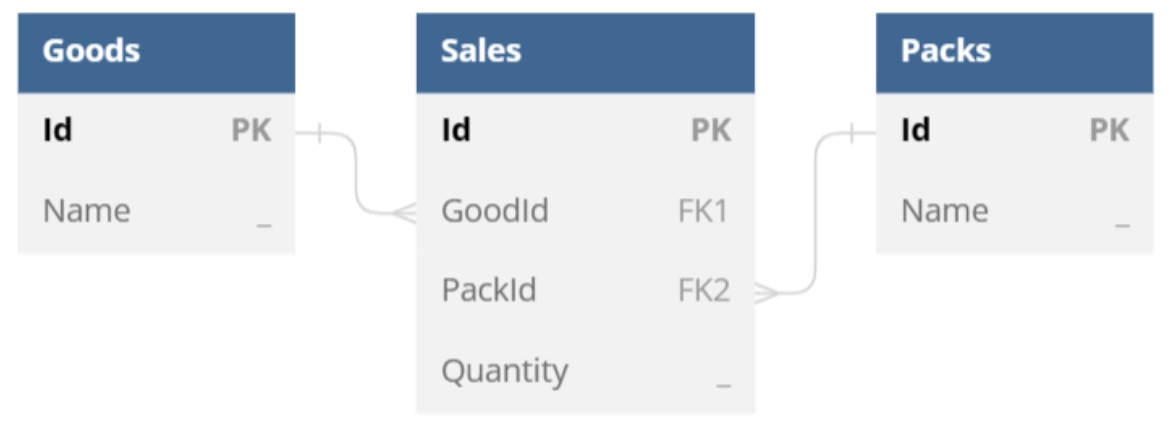 Goods
Id PK
Name _
Sales
Id PK
GoodId FK1
PackId FK2
Quantity _
Packs
Id PK
Name _